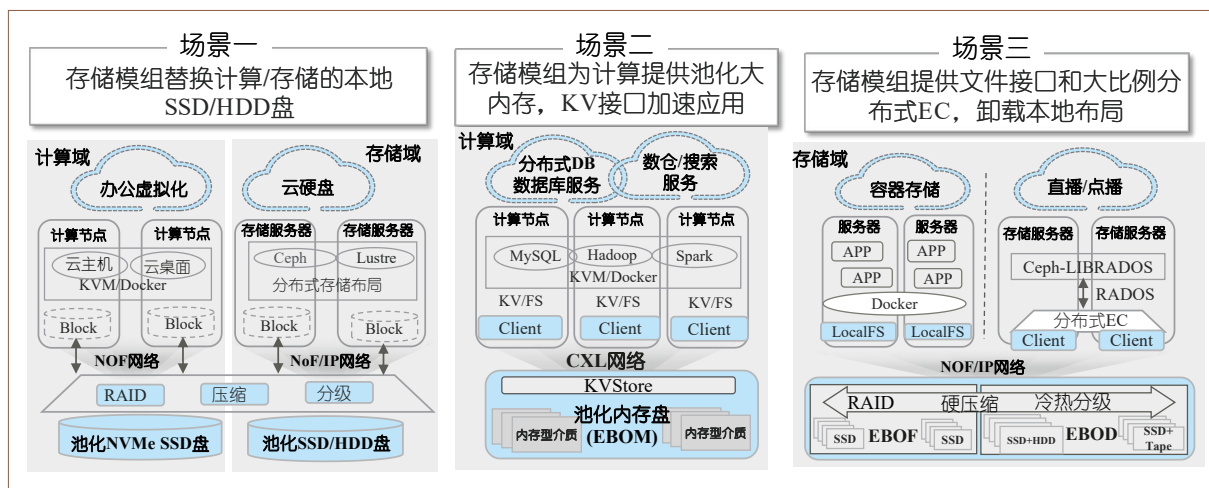 场景一
存储模组替换计算/存储的本地
SSD/HDD盘
计算域
存储域
办公虚拟化
云硬盘
计算节点
计算节点
存储服务器
存储服务器
云主机
云桌面
KVM/Docker
Ceph
Lustre
分布式存储布局
Block
Block
Block
Block
NOF网络
NoF/IP网络
RAID
压缩
分级
池化NVMe SSD盘
池化SSD/HDD盘
场景二
存储模组为计算提供池化大
内存，KV接口加速应用
计算域
分布式DB
数据库服务
数仓/搜索
服务
计算节点
计算节点
计算节点
MySQL
Hadoop
Spark
KVM/Docker
KV/FS
KV/FS
KV/FS
Client
Client
Client
CXL网络
KVStore
池化内存盘
(EBOM)
内存型介质
内存型介质
场景三
存储模组提供文件接口和大比例分
布式EC，卸载本地布局
存储域
容器存储
直播/点播
服务器
服务器
APP
APP
APP
APP
Docker
LocalFS
LocalFS
存储服务器
存储服务器
Ceph-LIBRADOS
RADOS
分布式EC
Client
Client
NOF/IP网络
RAID
硬压缩
冷热分级
SSD
EBOF
SSD
SSD+HDD
EBOD
SSD+
Tape